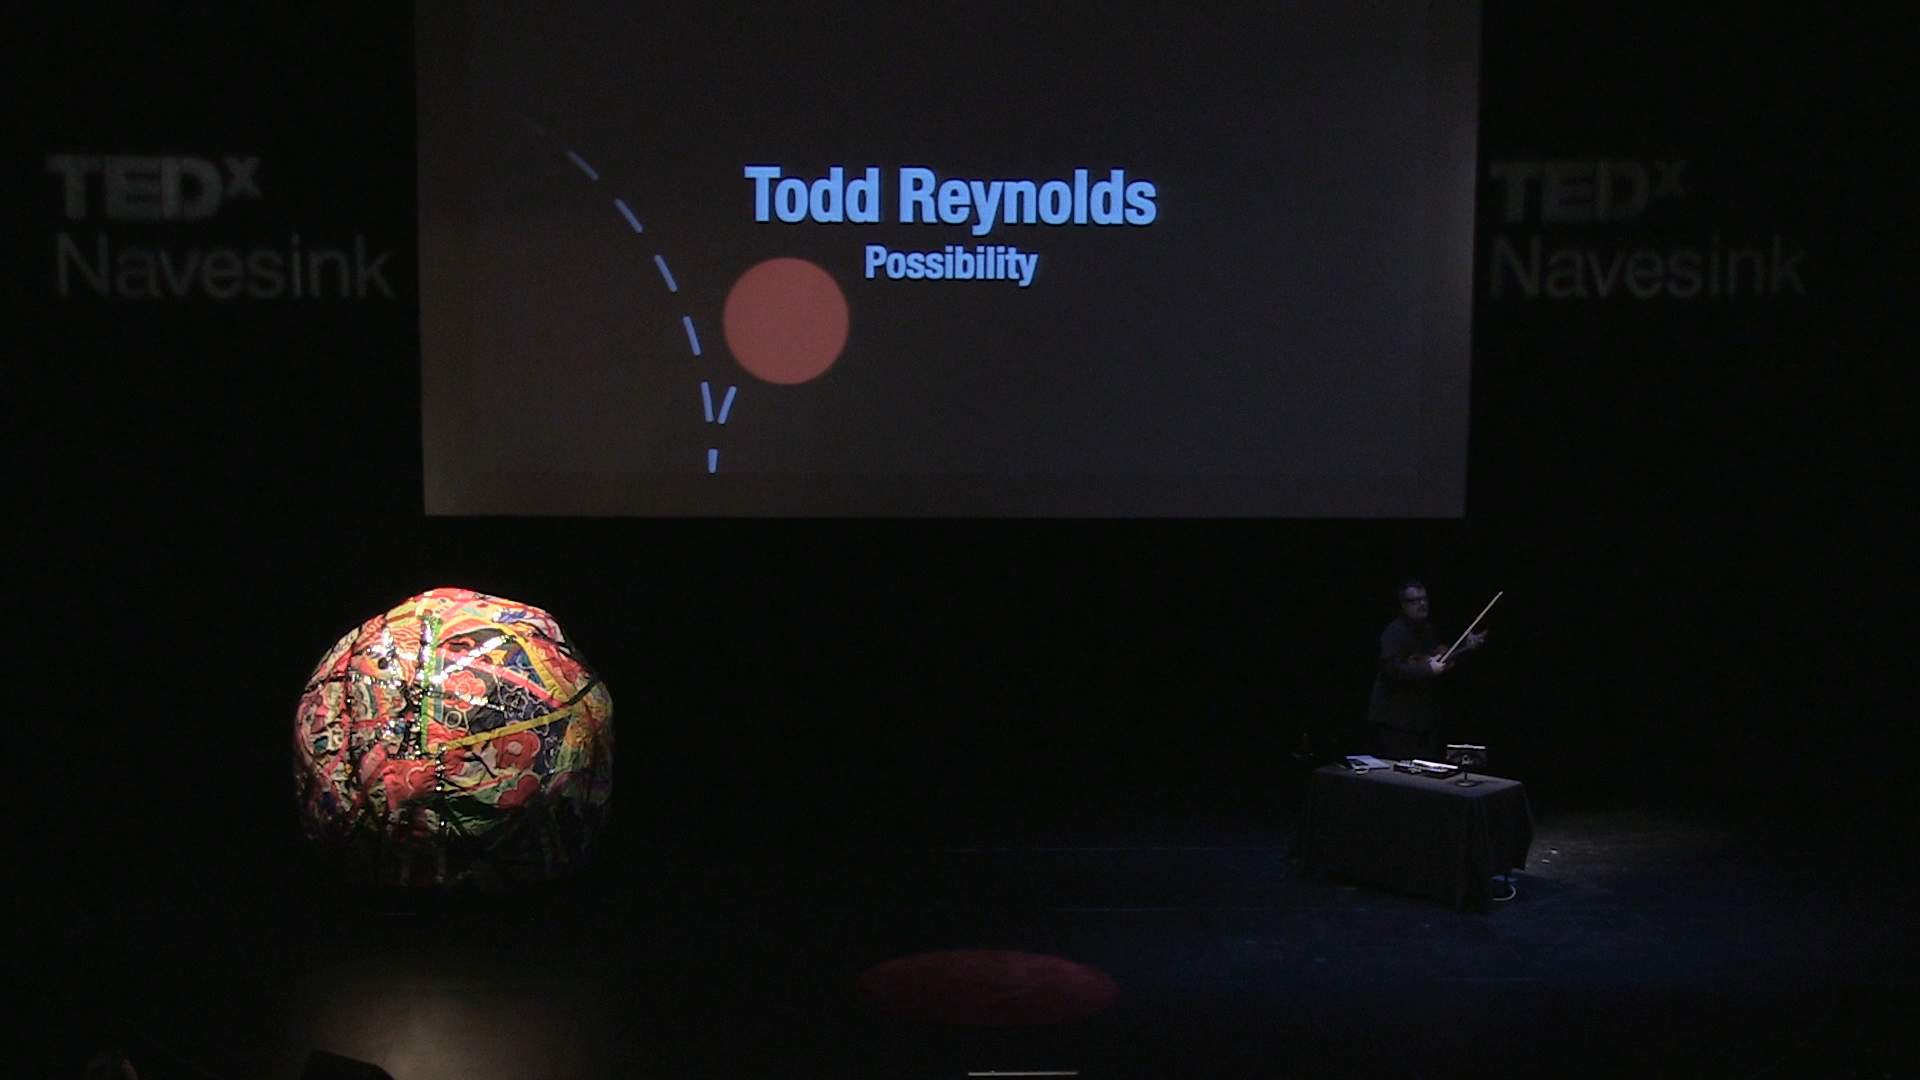 TEDx
Navesink
Todd Reynolds
Possibility
TEDx
Navesink